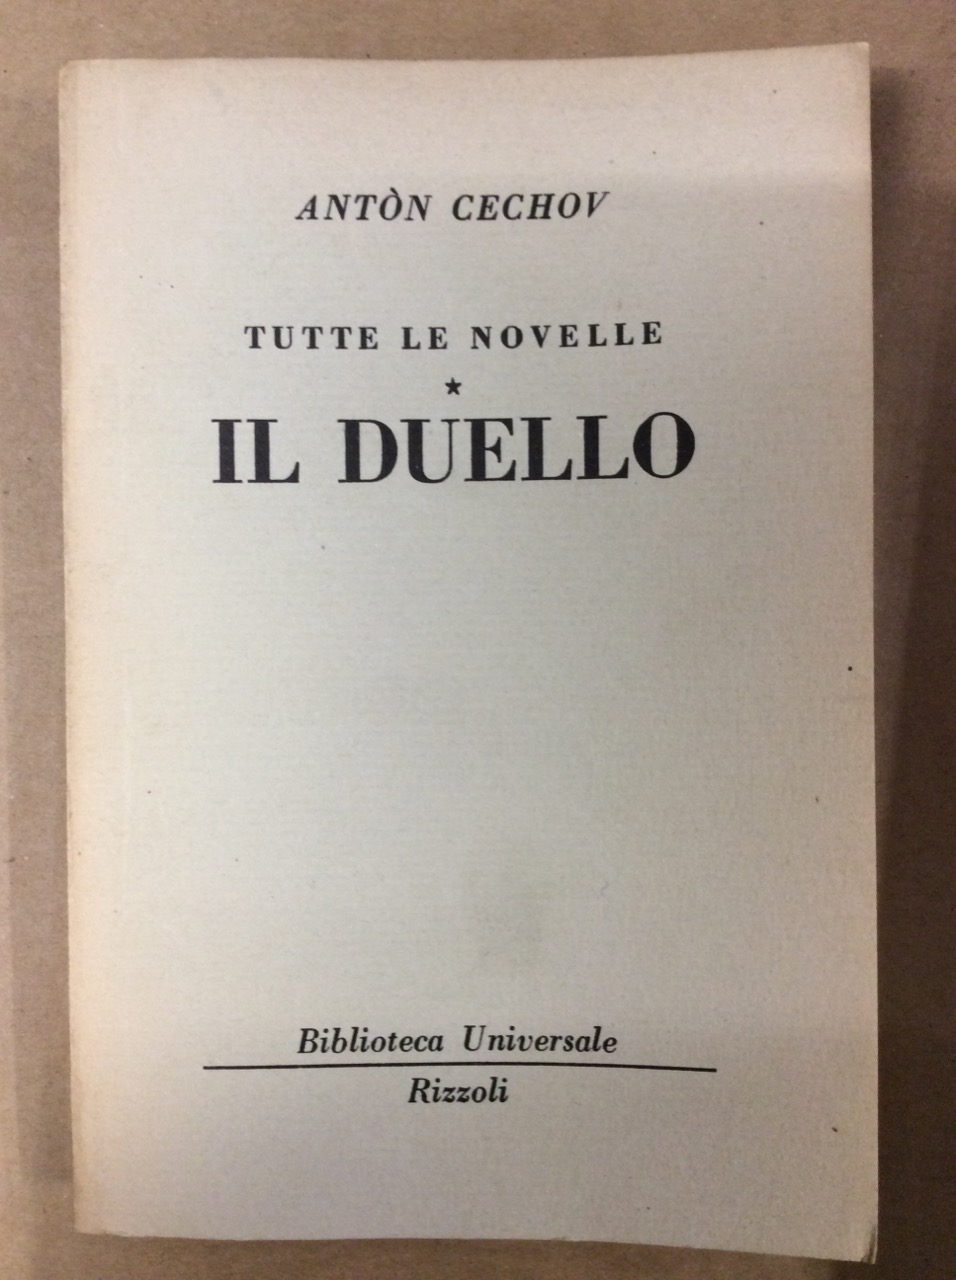 ANTÒN CECHOV
TUTTE LE NOVELLE
★
IL DUELLO
Biblioteca Universale
Rizzoli